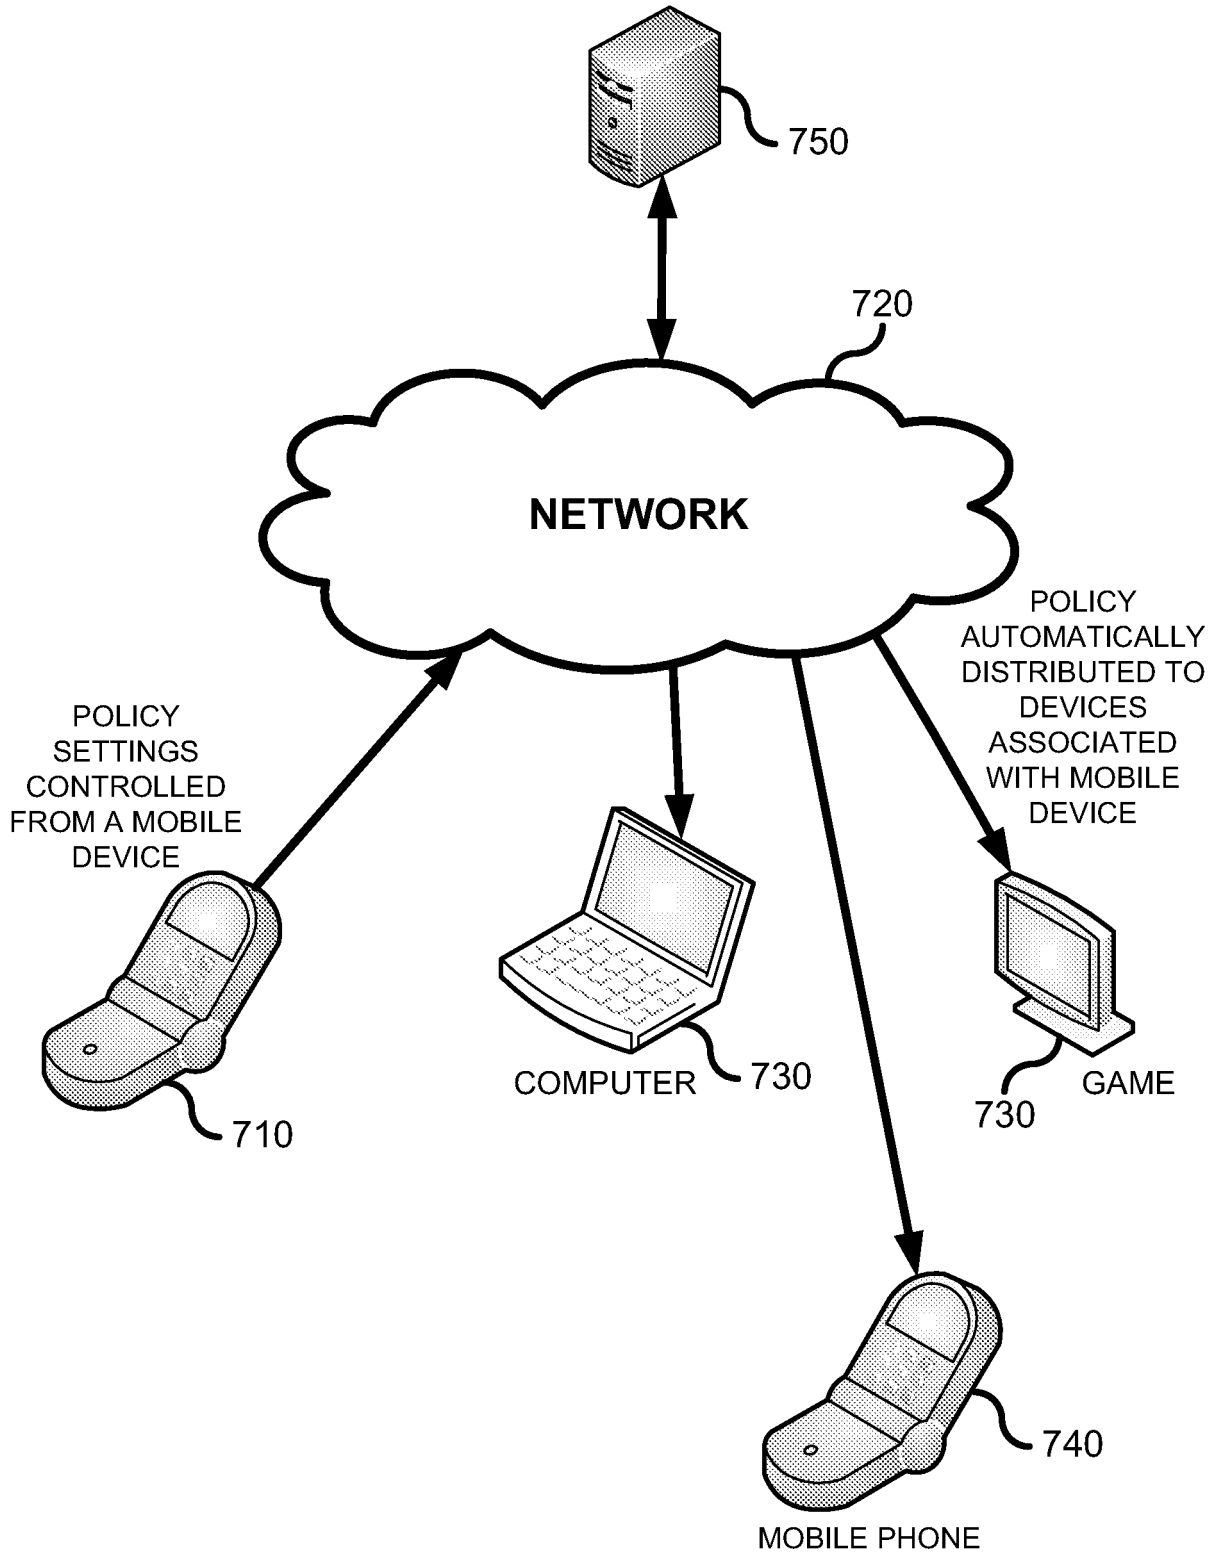 750
720
NETWORK
POLICY
AUTOMATICALLY
DISTRIBUTED TO
DEVICES
ASSOCIATED
WITH MOBILE
DEVICE
POLICY
SETTINGS
CONTROLLED
FROM A MOBILE
DEVICE
710
COMPUTER
730
730
GAME
740
MOBILE PHONE